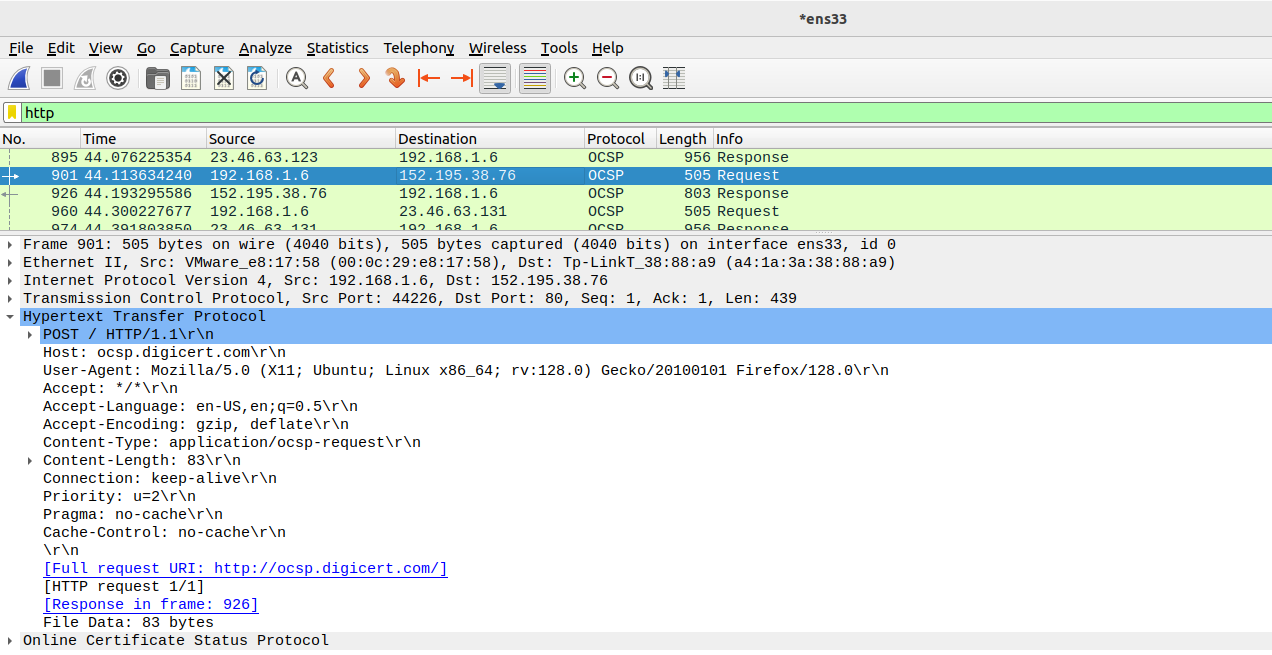 *ens33
File Edit View Go Capture Analyze Statistics Telephony Wireless Tools Help
http
No. Time Source Destination Protocol Length Info
895 44.076225354 23.46.63.123 192.168.1.6 OCSP 956 Response
901 44.113634240 192.168.1.6 152.195.38.76 OCSP 505 Request
926 44.193295586 152.195.38.76 192.168.1.6 OCSP 803 Response
960 44.300227677 192.168.1.6 23.46.63.131 OCSP 505 Request
974 44.391803850 23.46.63.131 192.168.1.6 OCSP 956 Response
Frame 901: 505 bytes on wire (4040 bits), 505 bytes captured (4040 bits) on interface ens33, id 0
Ethernet II, Src: VMware_e8:17:58 (00:0c:29:e8:17:58), Dst: Tp-LinkT_38:88:a9 (a4:1a:3a:38:88:a9)
Internet Protocol Version 4, Src: 192.168.1.6, Dst: 152.195.38.76
Transmission Control Protocol, Src Port: 44226, Dst Port: 80, Seq: 1, Ack: 1, Len: 439
Hypertext Transfer Protocol
POST / HTTP/1.1\r\n
Host: ocsp.digicert.com\r\n
User-Agent: Mozilla/5.0 (X11; Ubuntu; Linux x86_64; rv:128.0) Gecko/20100101 Firefox/128.0\r\n
Accept: */*\r\n
Accept-Language: en-US,en;q=0.5\r\n
Accept-Encoding: gzip, deflate\r\n
Content-Type: application/ocsp-request\r\n
Content-Length: 83\r\n
Connection: keep-alive\r\n
Priority: u=2\r\n
Pragma: no-cache\r\n
Cache-Control: no-cache\r\n
\r\n
[Full request URI: http://ocsp.digicert.com/]
[HTTP request 1/1]
[Response in frame: 926]
File Data: 83 bytes
Online Certificate Status Protocol